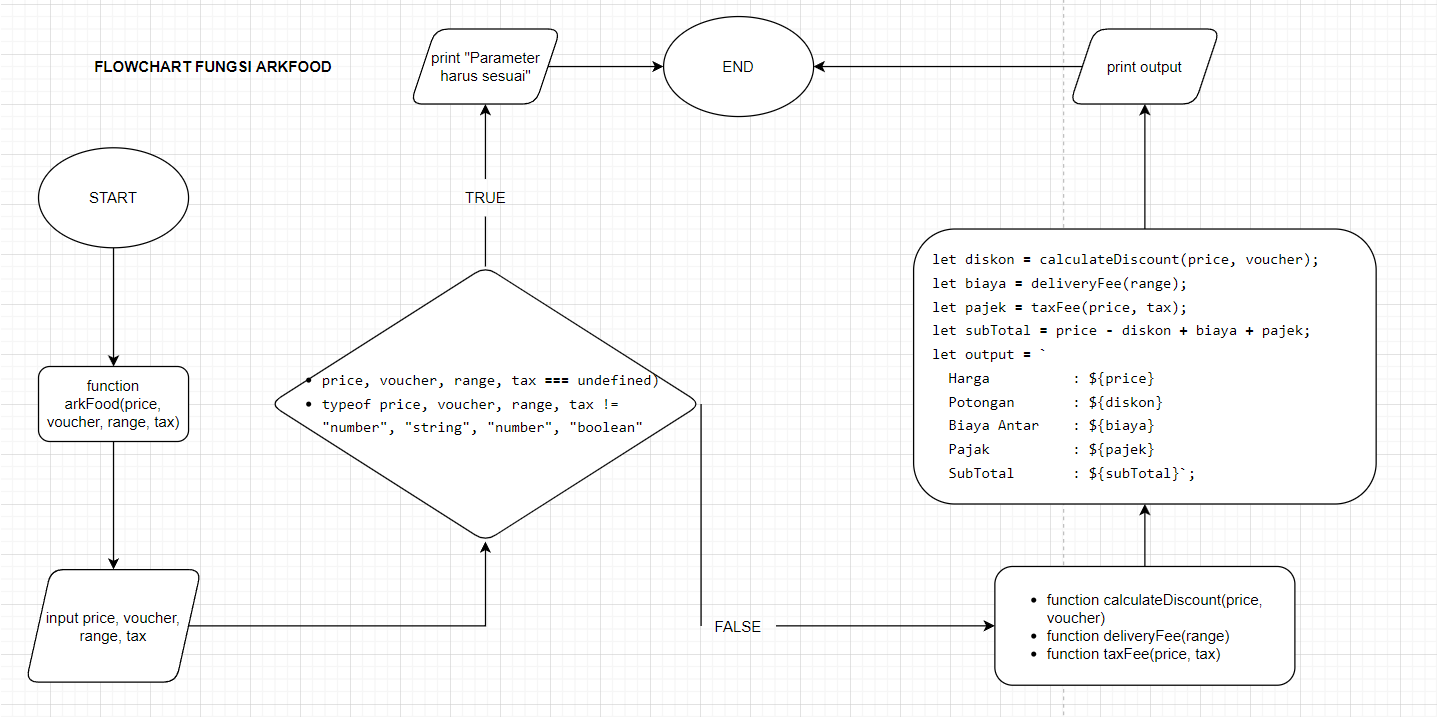 FLOWCHART FUNGSI ARKFOOD
START
function
arkFood(price,
voucher, range, tax)
input price, voucher,
range, tax
• price, voucher, range, tax === undefined)
• typeof price, voucher, range, tax !=
"number", "string", "number", "boolean"
TRUE
print "Parameter
harus sesuai"
END
FALSE
• function calculateDiscount(price,
voucher)
• function deliveryFee(range)
• function taxFee(price, tax)
let diskon = calculateDiscount(price, voucher);
let biaya = deliveryFee(range);
let pajek = taxFee(price, tax);
let subTotal = price - diskon + biaya + pajek;
let output = `
Harga : ${price}
Potongan : ${diskon}
Biaya Antar : ${biaya}
Pajak : ${pajek}
SubTotal : ${subTotal}`;
print output